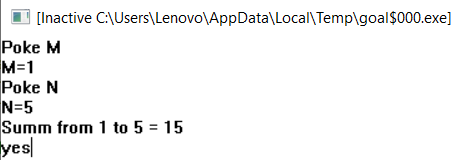 [Inactive C:\Users\Lenovo\AppData\Local\Temp\goal$000.exe]
Poke M
M=1
Poke N
N=5
Summ from 1 to 5 = 15
yes